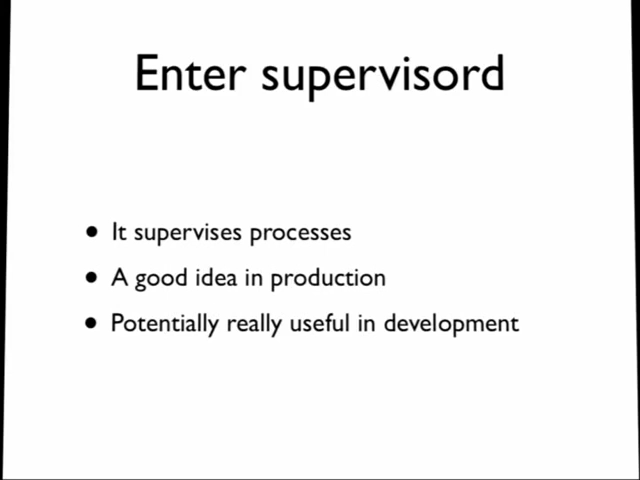 Enter supervisord
• It supervises processes
• A good idea in production
• Potentially really useful in development